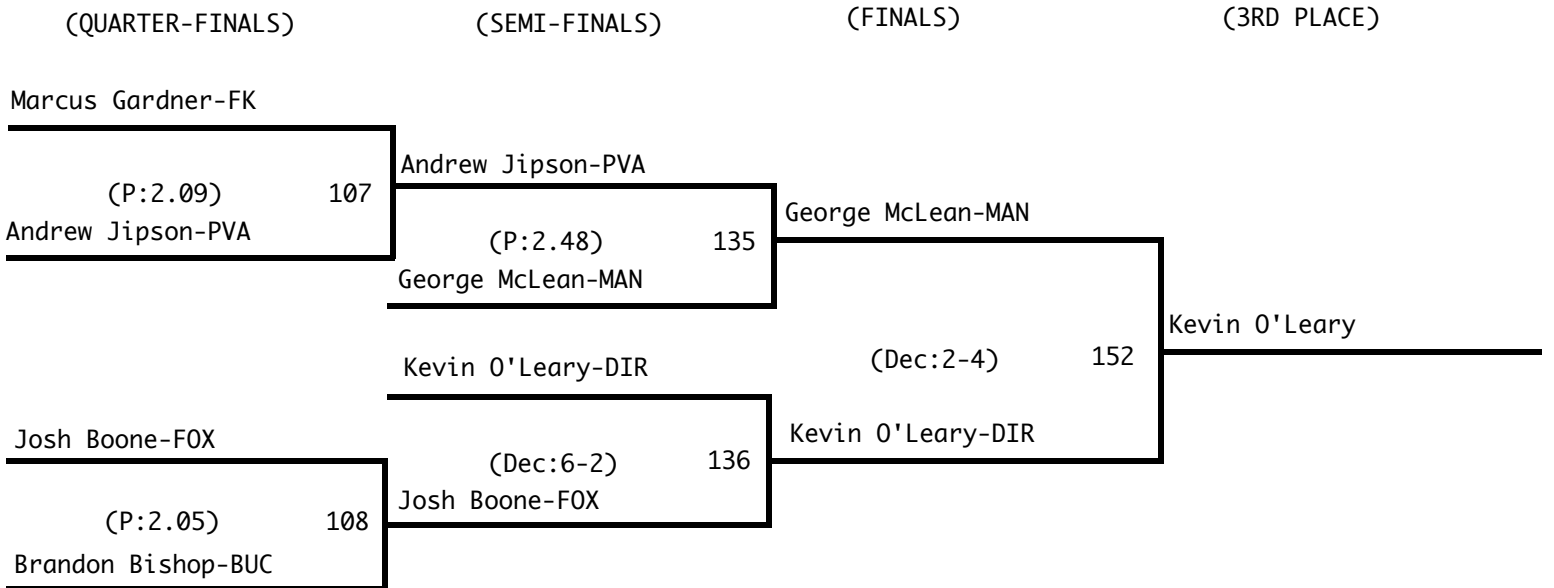 (QUARTER-FINALS) (SEMI-FINALS) (FINALS) (3RD PLACE)
Marcus Gardner-FK
Andrew Jipson-PVA
(P:2.09) 107
George McLean-MAN
Andrew Jipson-PVA
(P:2.48) 135
George McLean-MAN
Kevin O'Leary
Kevin O'Leary-DIR
(Dec:2-4) 152
Josh Boone-FOX
Kevin O'Leary-DIR
(Dec:6-2) 136
Josh Boone-FOX
(P:2.05) 108
Brandon Bishop-BUC